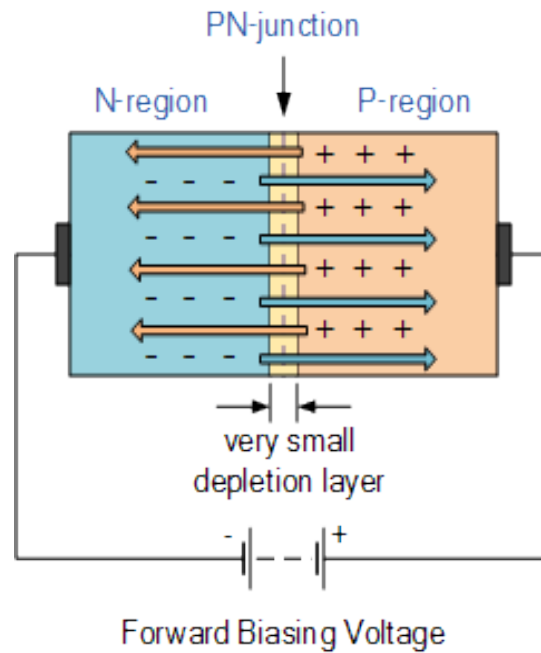 PN-junction
N-region P-region
+ + +
- - -
+ + +
- - -
+ + +
- - -
+ + +
- - -
very small
depletion layer
- +
Forward Biasing Voltage